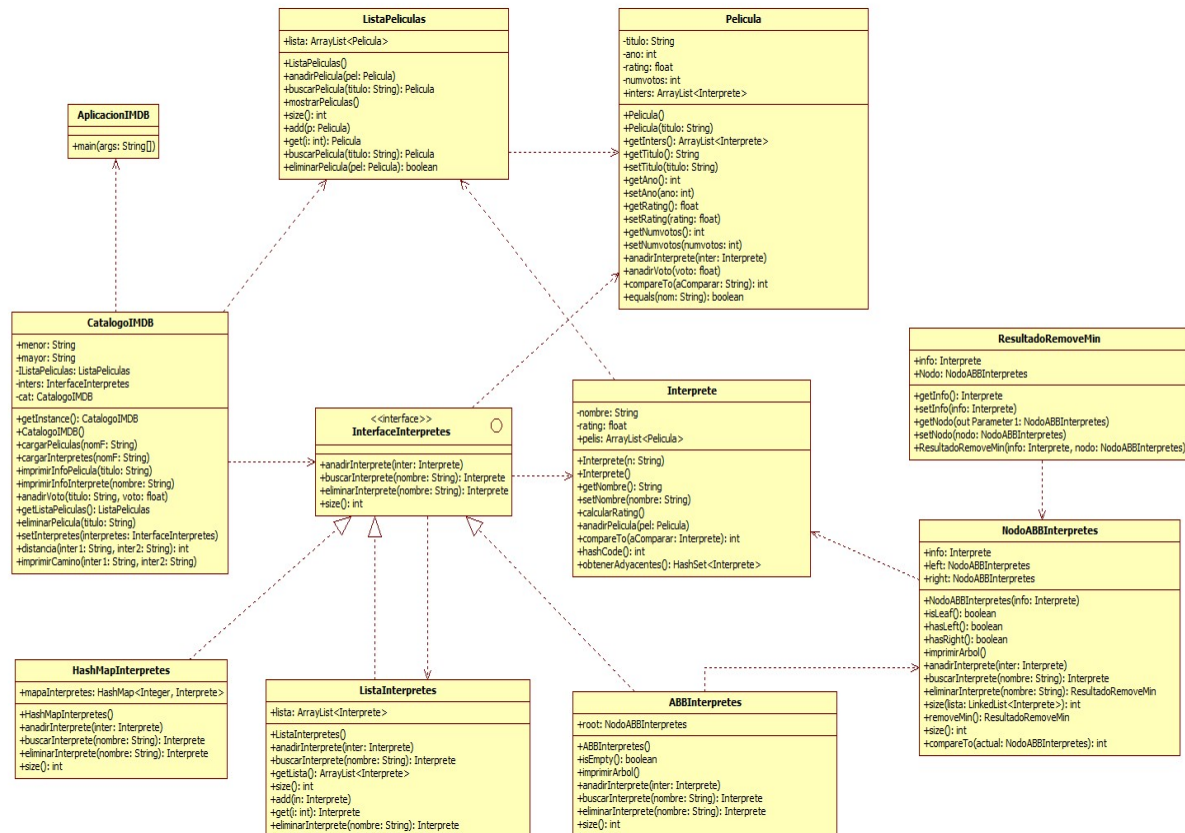 ListaPeliculas
+lista: ArrayList<Pelicula>
+ListaPeliculas()
+anadirPelicula(pel: Pelicula)
+buscarPelicula(titulo: String): Pelicula
+mostrarPeliculas()
+size(): int
+add(p: Pelicula)
+get(i: int): Pelicula
+buscarPelicula(titulo: String): Pelicula
+eliminarPelicula(pel: Pelicula): boolean
Pelicula
-titulo: String
-ano: int
-rating: float
-numvotos: int
+inters: ArrayList<Interprete>
+Pelicula()
+Pelicula(titulo: String)
+getInters(): ArrayList<Interprete>
+getTitulo(): String
+setTitulo(titulo: String)
+getAno(): int
+setAno(ano: int)
+getRating(): float
+setRating(rating: float)
+getNumvotos(): int
+setNumvotos(numvotos: int)
+anadirInterprete(inter: Interprete)
+anadirVoto(voto: float)
+compareTo(aComparar: String): int
+equals(nom: String): boolean
AplicacionIMDB
+main(args: String[])
CatalogoIMDB
+menor: String
+mayor: String
-lListaPeliculas: ListaPeliculas
-inters: InterfaceInterpretes
-cat: CatalogoIMDB
+getInstance(): CatalogoIMDB
+CatalogoIMDB()
+cargarPeliculas(nomF: String)
+cargarInterpretes(nomF: String)
+imprimirInfoPelicula(titulo: String)
+imprimirInfoInterprete(nombre: String)
+anadirVoto(titulo: String, voto: float)
+getListaPeliculas(): ListaPeliculas
+eliminarPelicula(titulo: String)
+setInterpretes(interpretes: InterfaceInterpretes)
+distancia(inter1: String, inter2: String): int
+imprimirCamino(inter1: String, inter2: String)
<<interface>>
InterfaceInterpretes
+anadirInterprete(inter: Interprete)
+buscarInterprete(nombre: String): Interprete
+eliminarInterprete(nombre: String): Interprete
+size(): int
Interprete
-nombre: String
-rating: float
+pelis: ArrayList<Pelicula>
+Interprete(n: String)
+Interprete()
+getNombre(): String
+setNombre(nombre: String)
+calcularRating()
+anadirPelicula(pel: Pelicula)
+compareTo(aComparar: Interprete): int
+hashCode(): int
+obtenerAdyacentes(): HashSet<Interprete>
ResultadoRemoveMin
+info: Interprete
+Nodo: NodoABBInterpretes
+getInfo(): Interprete
+setInfo(info: Interprete)
+getNodo(out Parameter1: NodoABBInterpretes)
+setNodo(nodo: NodoABBInterpretes)
+ResultadoRemoveMin(info: Interprete, nodo: NodoABBInterpretes)
NodoABBInterpretes
+info: Interprete
+left: NodoABBInterpretes
+right: NodoABBInterpretes
+NodoABBInterpretes(info: Interprete)
+isLeaf(): boolean
+hasLeft(): boolean
+hasRight(): boolean
+imprimirArbol()
+anadirInterprete(inter: Interprete)
+buscarInterprete(nombre: String): Interprete
+eliminarInterprete(nombre: String): ResultadoRemoveMin
+size(lista: LinkedList<Interprete>): int
+removeMin(): ResultadoRemoveMin
+size(): int
+compareTo(actual: NodoABBInterpretes): int
HashMapInterpretes
+mapaInterpretes: HashMap<Integer, Interprete>
+HashMapInterpretes()
+anadirInterprete(inter: Interprete)
+buscarInterprete(nombre: String): Interprete
+eliminarInterprete(nombre: String): Interprete
+size(): int
ListaInterpretes
+lista: ArrayList<Interprete>
+ListaInterpretes()
+anadirInterprete(inter: Interprete)
+buscarInterprete(nombre: String): Interprete
+getLista(): ArrayList<Interprete>
+size(): int
+add(in: Interprete)
+get(i: int): Interprete
+eliminarInterprete(nombre: String): Interprete
ABBInterpretes
+root: NodoABBInterpretes
+ABBInterpretes()
+isEmpty(): boolean
+imprimirArbol()
+anadirInterprete(inter: Interprete)
+buscarInterprete(nombre: String): Interprete
+eliminarInterprete(nombre: String): Interprete
+size(): int